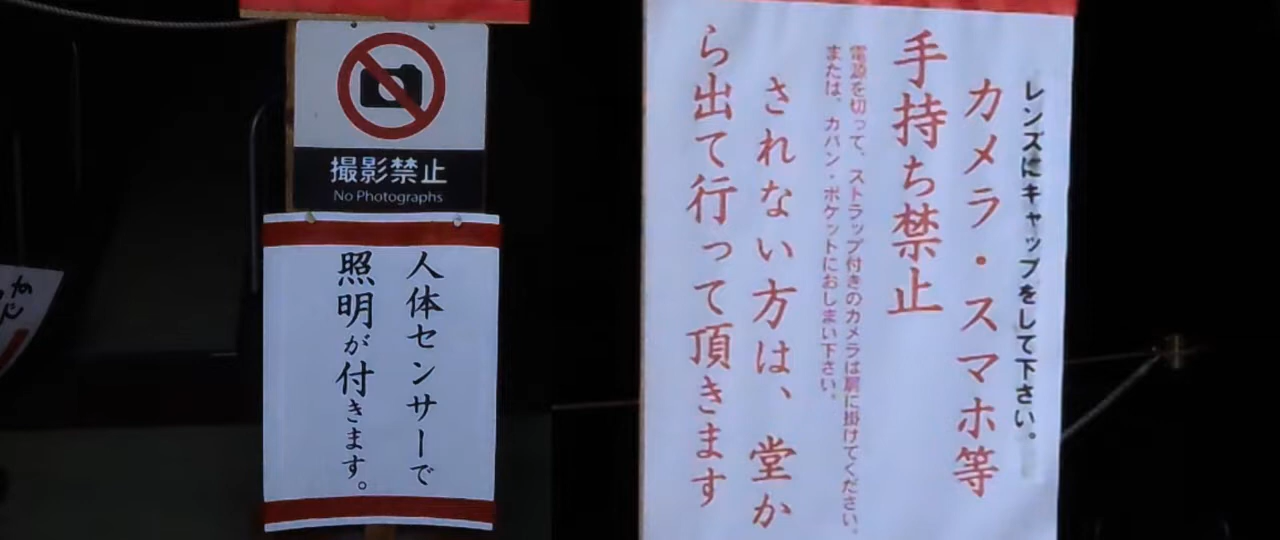 撮影禁止
No Photographs
人体センサーで
照明が付きます。
レンズにキャップをして下さい。
カメラ・スマホ等
手持ち禁止
電源を切って、ストラップ付きのカメラは肩に掛けてください。
または、カバン・ポケットにおしまい下さい。
されない方は、堂か
ら出て行って頂きます